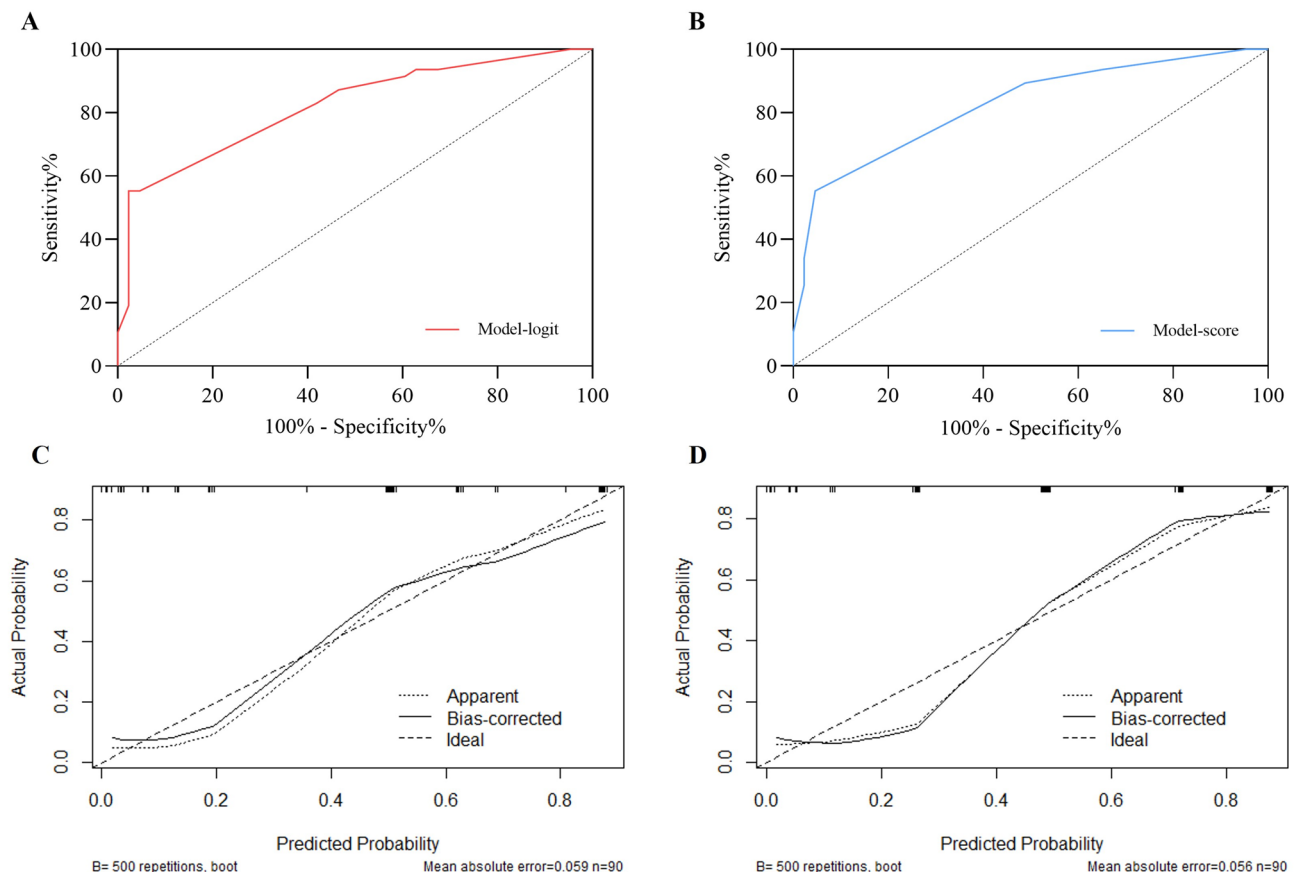 A
B
100
80
60
40
20
0
Sensitivity%
Model-logit
0 20 40 60 80 100
100% - Specificity%
100
80
60
40
20
0
Sensitivity%
Model-score
0 20 40 60 80 100
100% - Specificity%
C
D
0.8
0.6
0.4
0.2
0.0
Actual Probability
Apparent
Bias-corrected
Ideal
0.0 0.2 0.4 0.6 0.8
Predicted Probability
B= 500 repetitions, boot
Mean absolute error=0.059 n=90
0.8
0.6
0.4
0.2
0.0
Actual Probability
Apparent
Bias-corrected
Ideal
0.0 0.2 0.4 0.6 0.8
Predicted Probability
B= 500 repetitions, boot
Mean absolute error=0.056 n=90